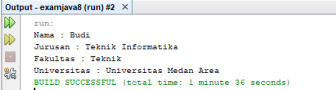 Output - examjava8 (run) #2 ×
run:
Nama : Budi
Jurusan : Teknik Informatika
Fakultas : Teknik
Universitas : Universitas Medan Area
BUILD SUCCESSFUL (total time: 1 minute 36 seconds)